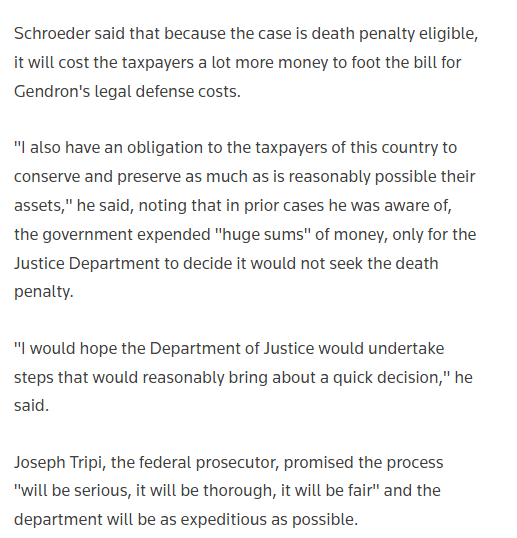 Schroeder said that because the case is death penalty eligible,
it will cost the taxpayers a lot more money to foot the bill for
Gendron's legal defense costs.
"I also have an obligation to the taxpayers of this country to
conserve and preserve as much as is reasonably possible their
assets," he said, noting that in prior cases he was aware of,
the government expended "huge sums" of money, only for the
Justice Department to decide it would not seek the death
penalty.
"I would hope the Department of Justice would undertake
steps that would reasonably bring about a quick decision," he
said.
Joseph Tripi, the federal prosecutor, promised the process
"will be serious, it will be thorough, it will be fair" and the
department will be as expeditious as possible.